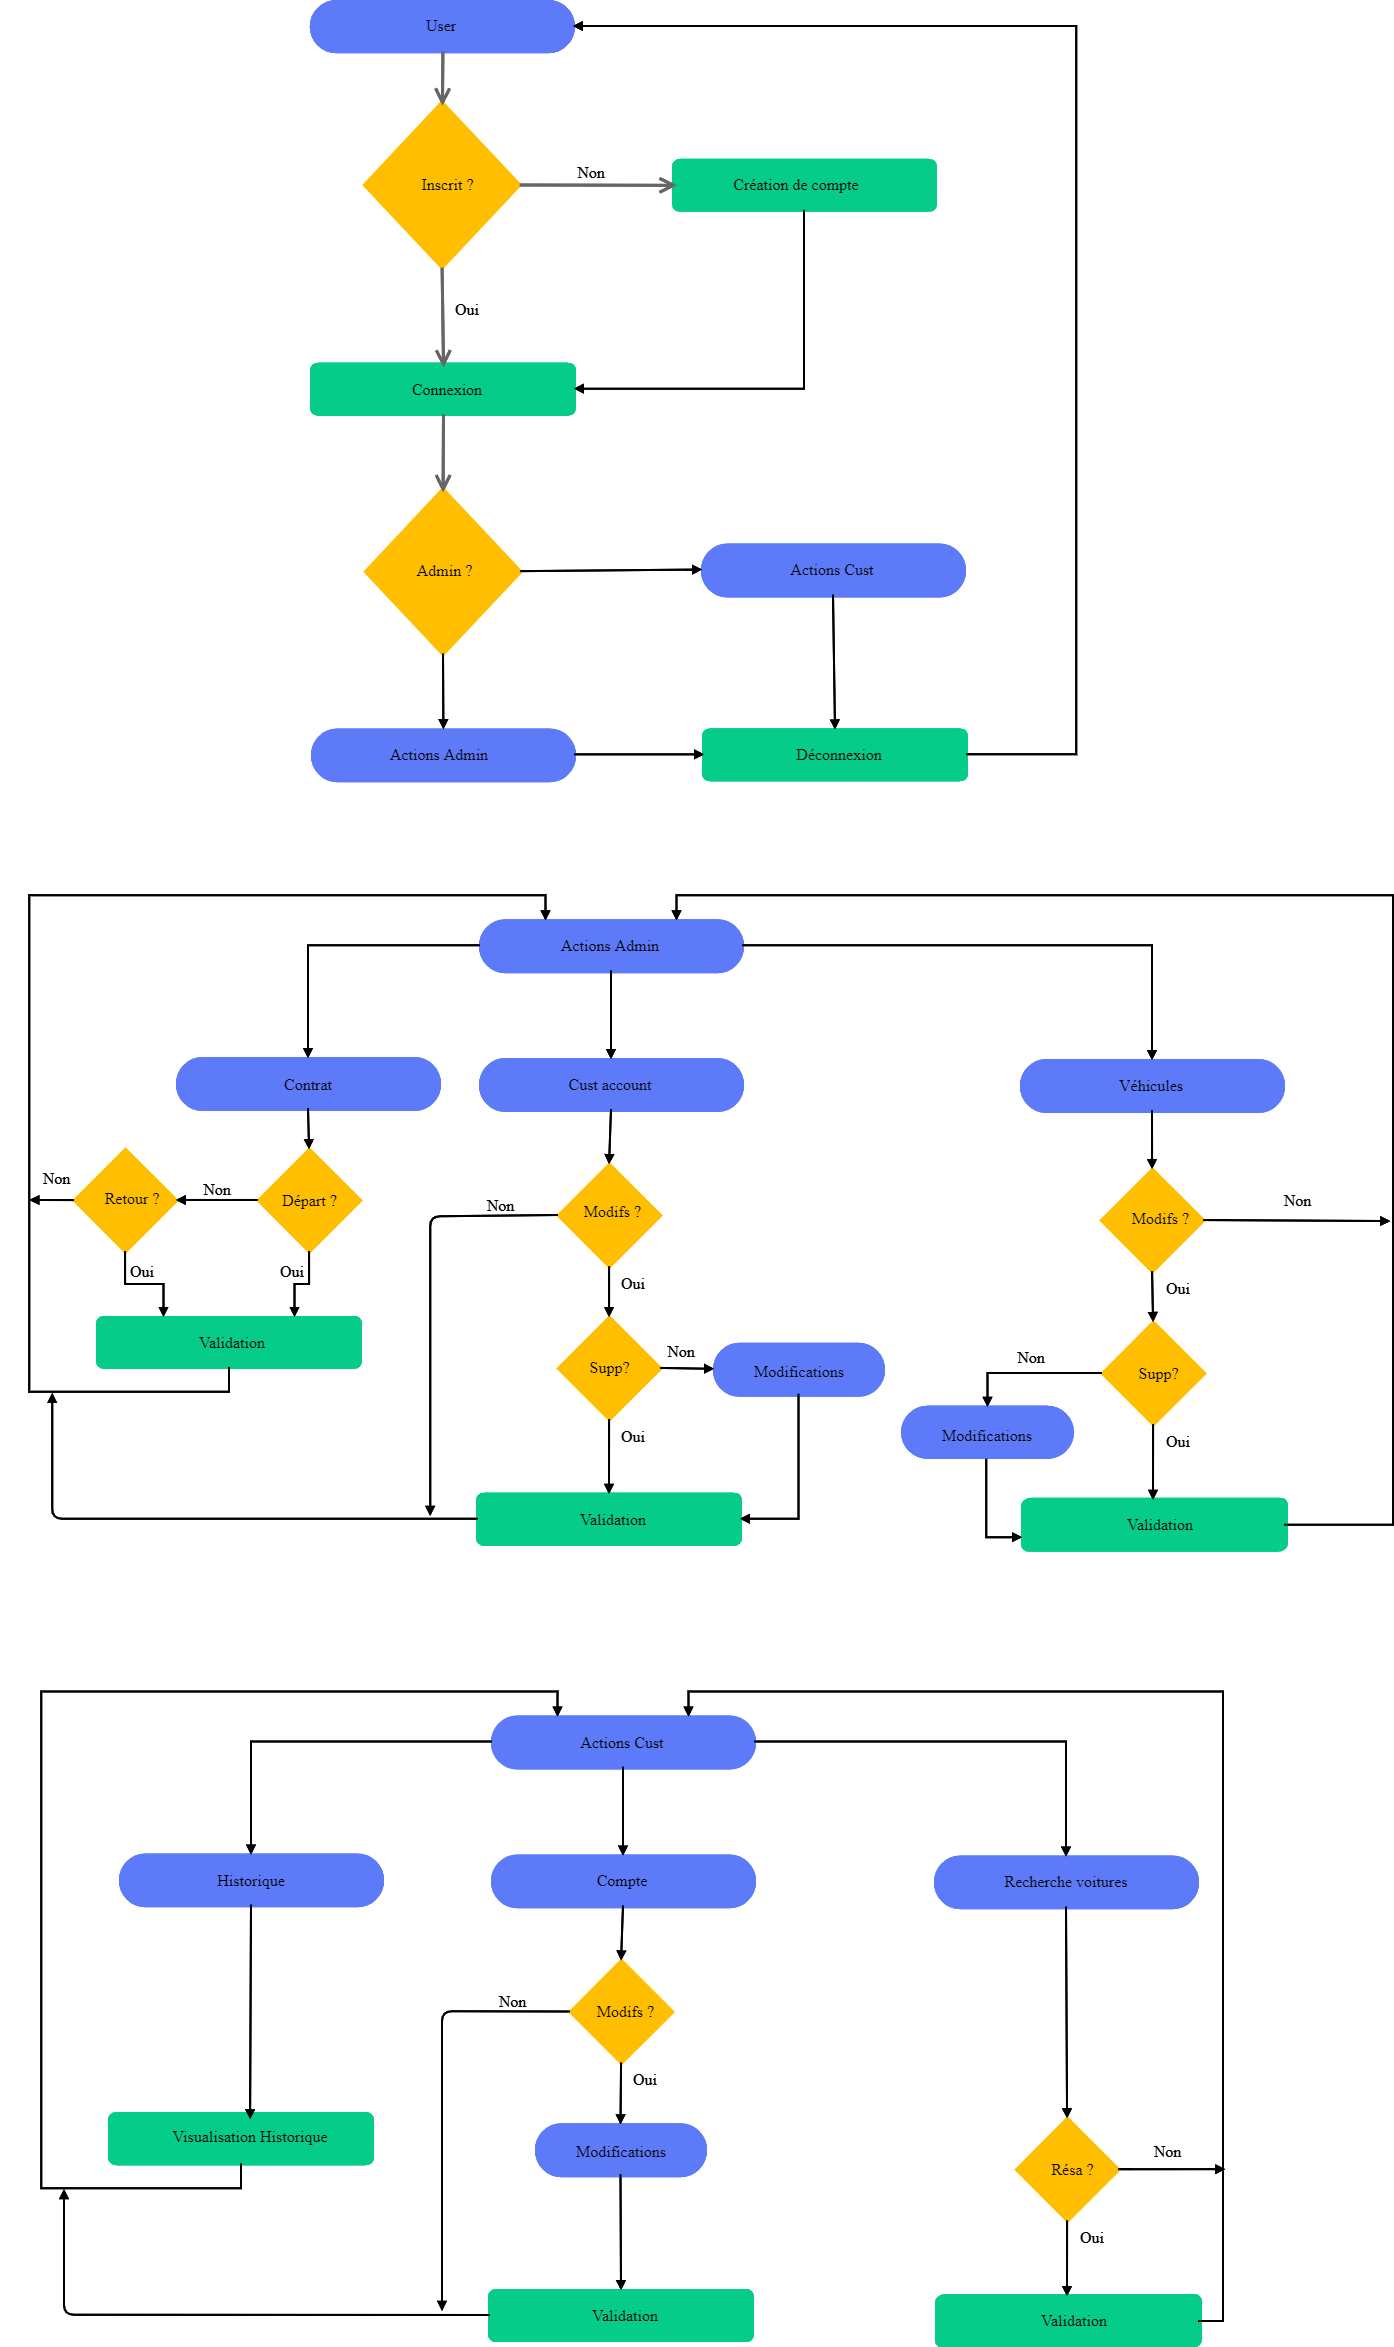 User
Inscrit ?
Non
Création de compte
Oui
Connexion
Admin ?
Actions Cust
Actions Admin
Déconnexion
Actions Admin
Contrat
Cust account
Véhicules
Non
Retour ?
Non
Départ ?
Non
Modifs ?
Modifs ?
Non
Oui
Oui
Oui
Oui
Validation
Supp?
Non
Modifications
Non
Supp?
Oui
Modifications
Oui
Validation
Validation
Actions Cust
Historique
Compte
Recherche voitures
Non
Modifs ?
Oui
Visualisation Historique
Modifications
Résa ?
Non
Oui
Validation
Validation